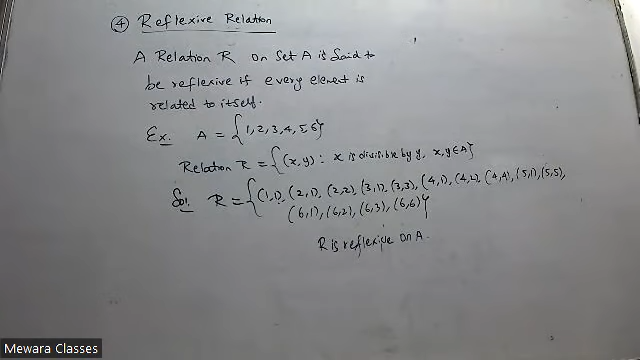 ④ Reflexive Relation
A Relation R on Set A is Said to
be reflexive if every element is
related to itself.
Ex. A = {1,2,3,4,5,6}
Relation R = {(x,y) : x is divisible by y, x,y ∈ A}
Sol. R = {(1,1), (2,1), (2,2), (3,1), (3,3), (4,1), (4,2), (4,4), (5,1), (5,5),
(6,1), (6,2), (6,3), (6,6)}
R is reflexive on A.
Mewara Classes